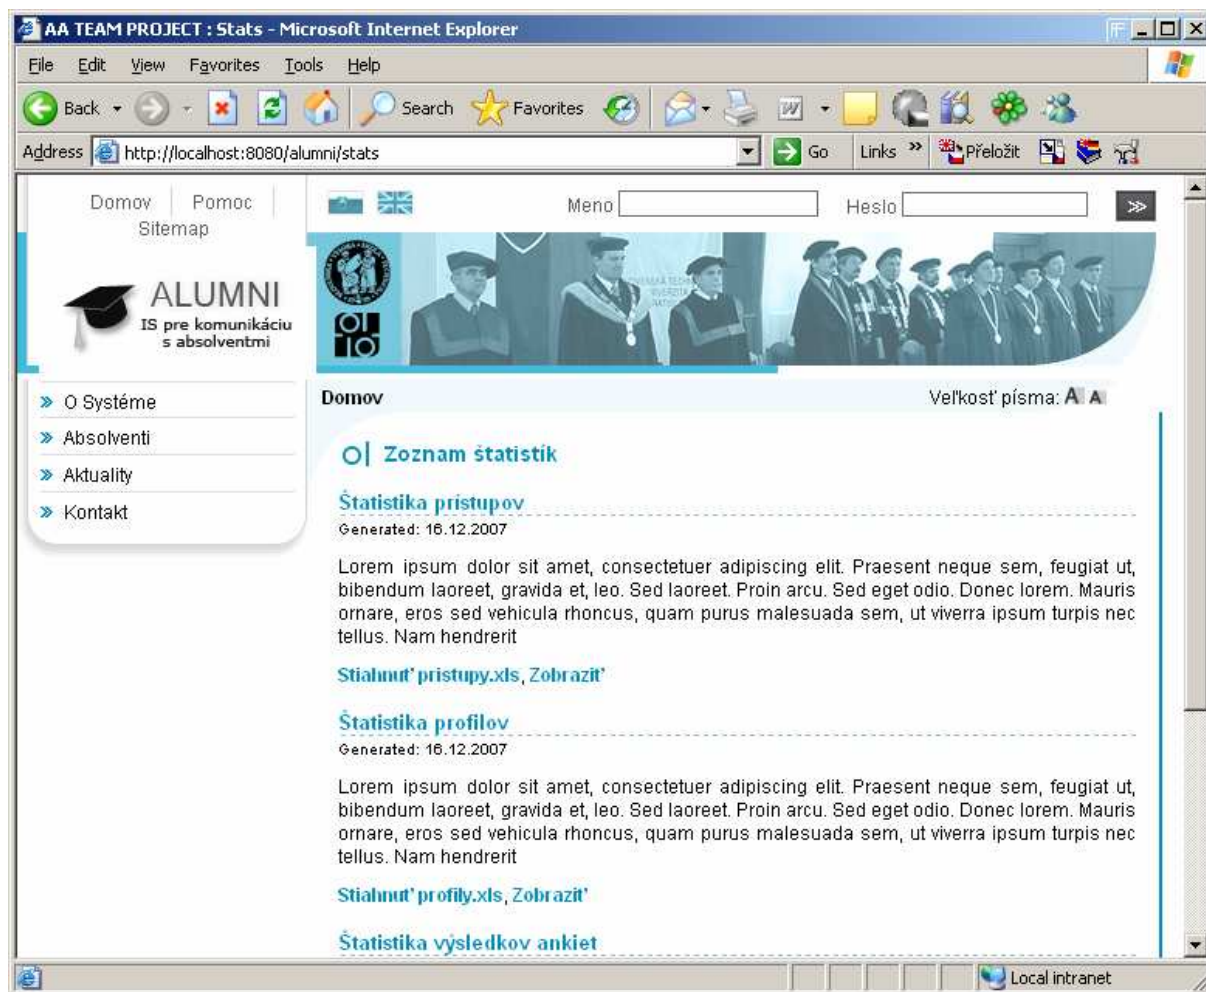 AA TEAM PROJECT : Stats - Microsoft Internet Explorer
File Edit View Favorites Tools Help
Back Search Favorites
Address http://localhost:8080/alumni/stats Go Links » Přeložit
Domov Pomoc
Sitemap
Meno Heslo >>
ALUMNI
IS pre komunikáciu
s absolventmi
» O Systéme
» Absolventi
» Aktuality
» Kontakt
Domov Veľkosť písma: A A
Zoznam štatistík
Štatistika prístupov
Generated: 16.12.2007
Lorem ipsum dolor sit amet, consectetuer adipiscing elit. Praesent neque sem, feugiat ut,
bibendum laoreet, gravida et, leo. Sed laoreet. Proin arcu. Sed eget odio. Donec lorem. Mauris
ornare, eros sed vehicula rhoncus, quam purus malesuada sem, ut viverra ipsum turpis nec
tellus. Nam hendrerit
Stiahnuť pristupy.xls, Zobraziť
Štatistika profilov
Generated: 16.12.2007
Lorem ipsum dolor sit amet, consectetuer adipiscing elit. Praesent neque sem, feugiat ut,
bibendum laoreet, gravida et, leo. Sed laoreet. Proin arcu. Sed eget odio. Donec lorem. Mauris
ornare, eros sed vehicula rhoncus, quam purus malesuada sem, ut viverra ipsum turpis nec
tellus. Nam hendrerit
Stiahnuť profily.xls, Zobraziť
Štatistika výsledkov ankiet
Local intranet